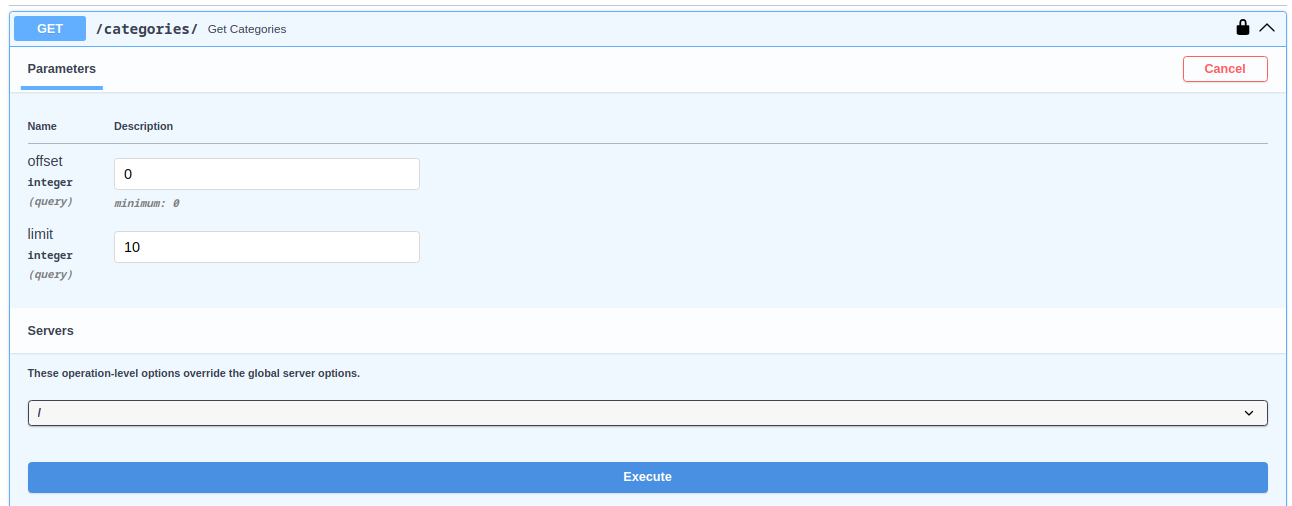 GET /categories/ Get Categories
Parameters
Cancel
Name Description
offset
integer
(query)
0
minimum: 0
limit
integer
(query)
10
Servers
These operation-level options override the global server options.
/
Execute